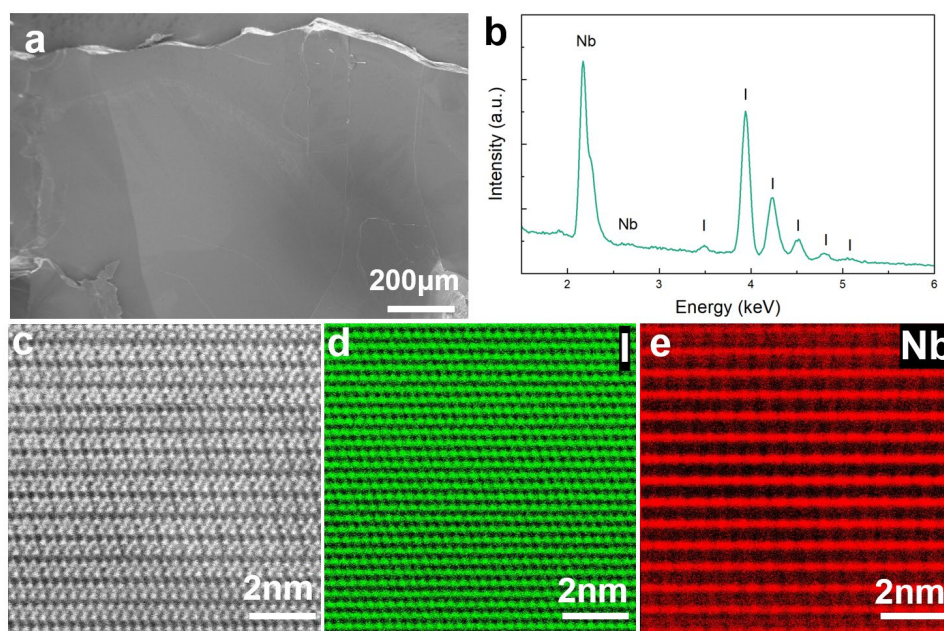 a
200μm
b
Nb
Nb
I
I
I
I
I
I
Intensity (a.u.)
2
3
4
5
6
Energy (keV)
c
2nm
d
I
2nm
e
Nb
2nm